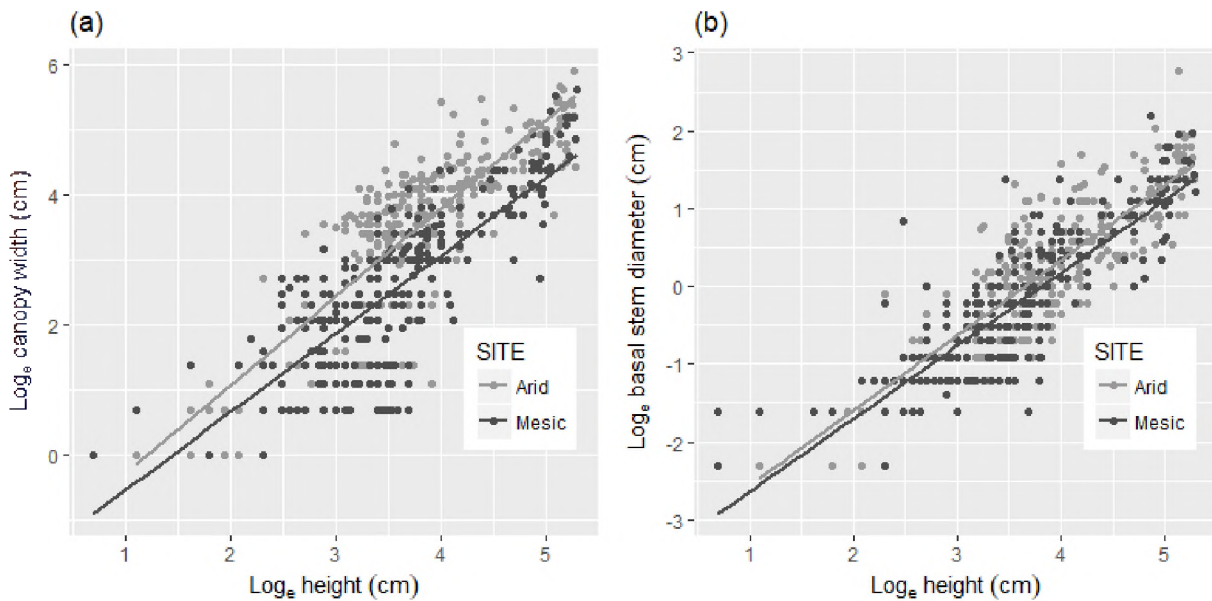 (a)
Logₑ canopy width (cm)
6
4
2
0
1 2 3 4 5
Logₑ height (cm)
SITE
Arid
Mesic
(b)
Logₑ basal stem diameter (cm)
3
2
1
0
-1
-2
-3
1 2 3 4 5
Logₑ height (cm)
SITE
Arid
Mesic